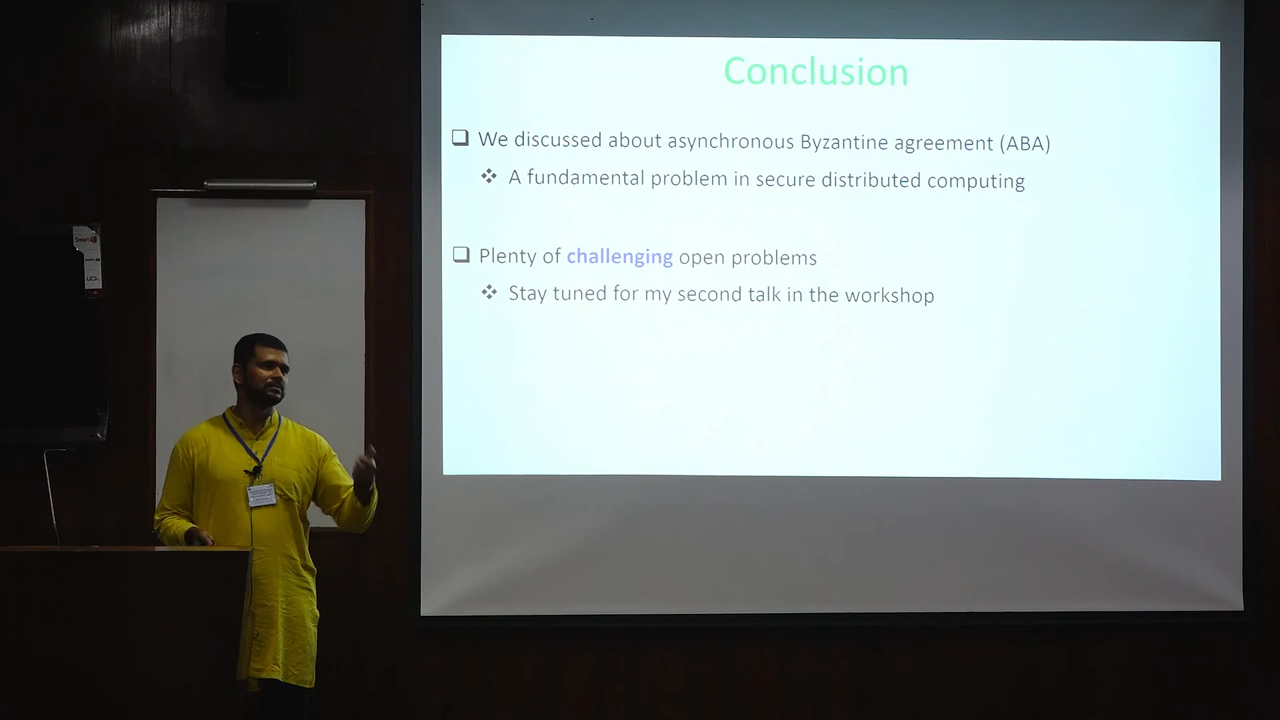 Conclusion
We discussed about asynchronous Byzantine agreement (ABA)
A fundamental problem in secure distributed computing
Plenty of challenging open problems
Stay tuned for my second talk in the workshop
Smart